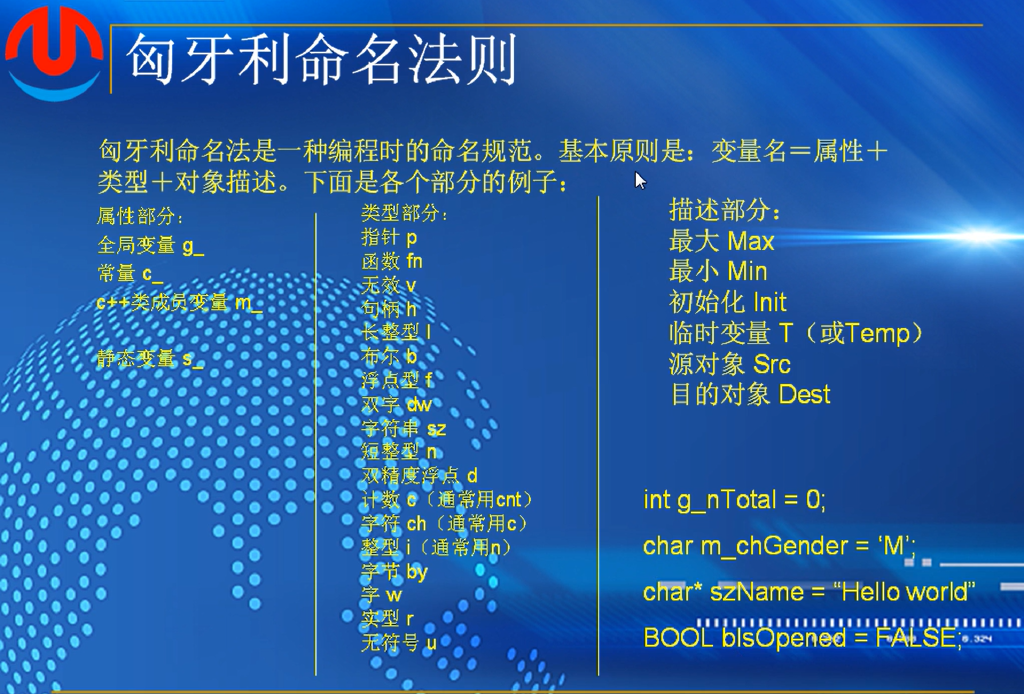 匈牙利命名法则
匈牙利命名法是一种编程时的命名规范。基本原则是：变量名＝属性＋
类型＋对象描述。下面是各个部分的例子：
属性部分：
全局变量 g_
常量 c_
c++类成员变量 m_
静态变量 s_
类型部分：
指针 p
函数 fn
无效 v
句柄 h
长整型 l
布尔 b
浮点型 f
双字 dw
字符串 sz
短整型 n
双精度浮点 d
计数 c（通常用cnt）
字符 ch（通常用c）
整型 i（通常用n）
字节 by
字 w
实型 r
无符号 u
描述部分：
最大 Max
最小 Min
初始化 Init
临时变量 T（或Temp）
源对象 Src
目的对象 Dest
int g_nTotal = 0;
char m_chGender = ‘M’;
char* szName = “Hello world”
BOOL bIsOpened = FALSE;